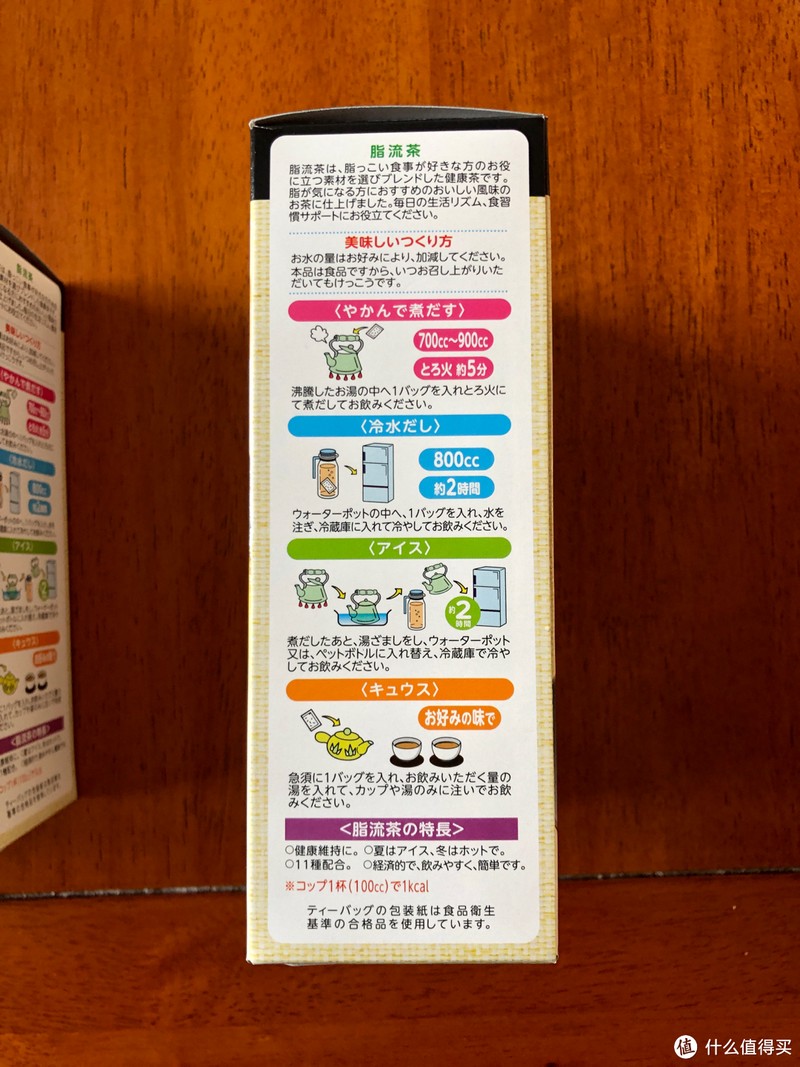 脂流茶
脂流茶は、脂っこい食事が好きな方のお役
に立つ素材を選びブレンドした健康茶です。
脂が気になる方におすすめのおいしい風味の
お茶に仕上げました。毎日の生活リズム、食習
慣サポートにお役立てください。
美味しいつくり方
お水の量はお好みにより、加減してください。
本品は食品ですから、いつお召し上がりいた
だいてもけっこうです。
〈やかんで煮だす〉
700cc～900cc
とろ火 約5分
沸騰したお湯の中へ1バッグを入れとろ火に
て煮だしてお飲みください。
〈冷水だし〉
800cc
約2時間
ウォーターポットの中へ、1バッグを入れ、水を
注ぎ、冷蔵庫に入れて冷やしてお飲みください。
〈アイス〉
約2時間
煮だしたあと、湯ざましをし、ウォーターポット
又は、ペットボトルに入れ替え、冷蔵庫で冷や
してお飲みください。
〈キュウス〉
お好みの味で
急須に1バッグを入れ、お飲みいただく量の
湯を入れて、カップや湯のみに注いでお飲
みください。
<脂流茶の特長>
○健康維持に。 ○夏はアイス、冬はホットで。
○11種配合。 ○経済的で、飲みやすく、簡単です。
※コップ1杯(100cc)で1kcal
ティーバッグの包装紙は食品衛生
基準の合格品を使用しています。
脂流茶
〈冷水だし〉
〈アイス〉
〈キュウス〉
<脂流茶の特長>
值 什么值得买